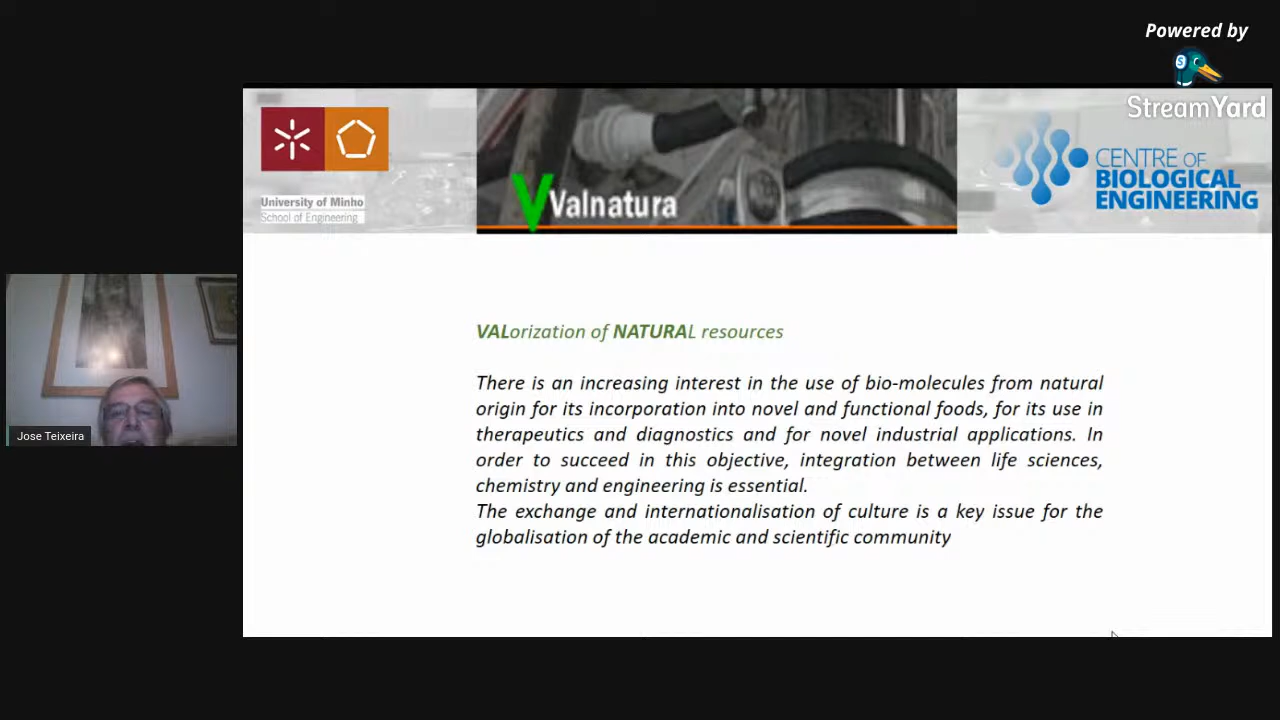 Powered by
StreamYard
University of Minho
School of Engineering
Valnatura
CENTRE OF
BIOLOGICAL
ENGINEERING
VALorization of NATURAL resources
There is an increasing interest in the use of bio-molecules from natural
origin for its incorporation into novel and functional foods, for its use in
therapeutics and diagnostics and for novel industrial applications. In
order to succeed in this objective, integration between life sciences,
chemistry and engineering is essential.
The exchange and internationalisation of culture is a key issue for the
globalisation of the academic and scientific community
Jose Teixeira